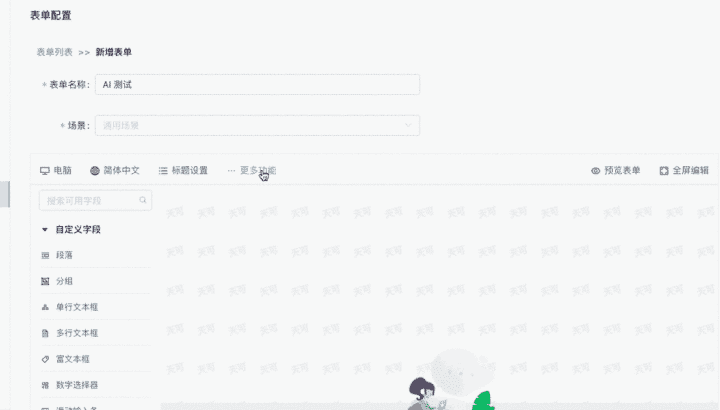 表单配置
表单列表 >> 新增表单
* 表单名称: AI 测试
* 场景: 通用场景
电脑 简体中文 标题设置 ··· 更多功能 预览表单 全屏编辑
搜索可用字段
自定义字段
段落
分组
单行文本框
多行文本框
富文本框
数字选择器